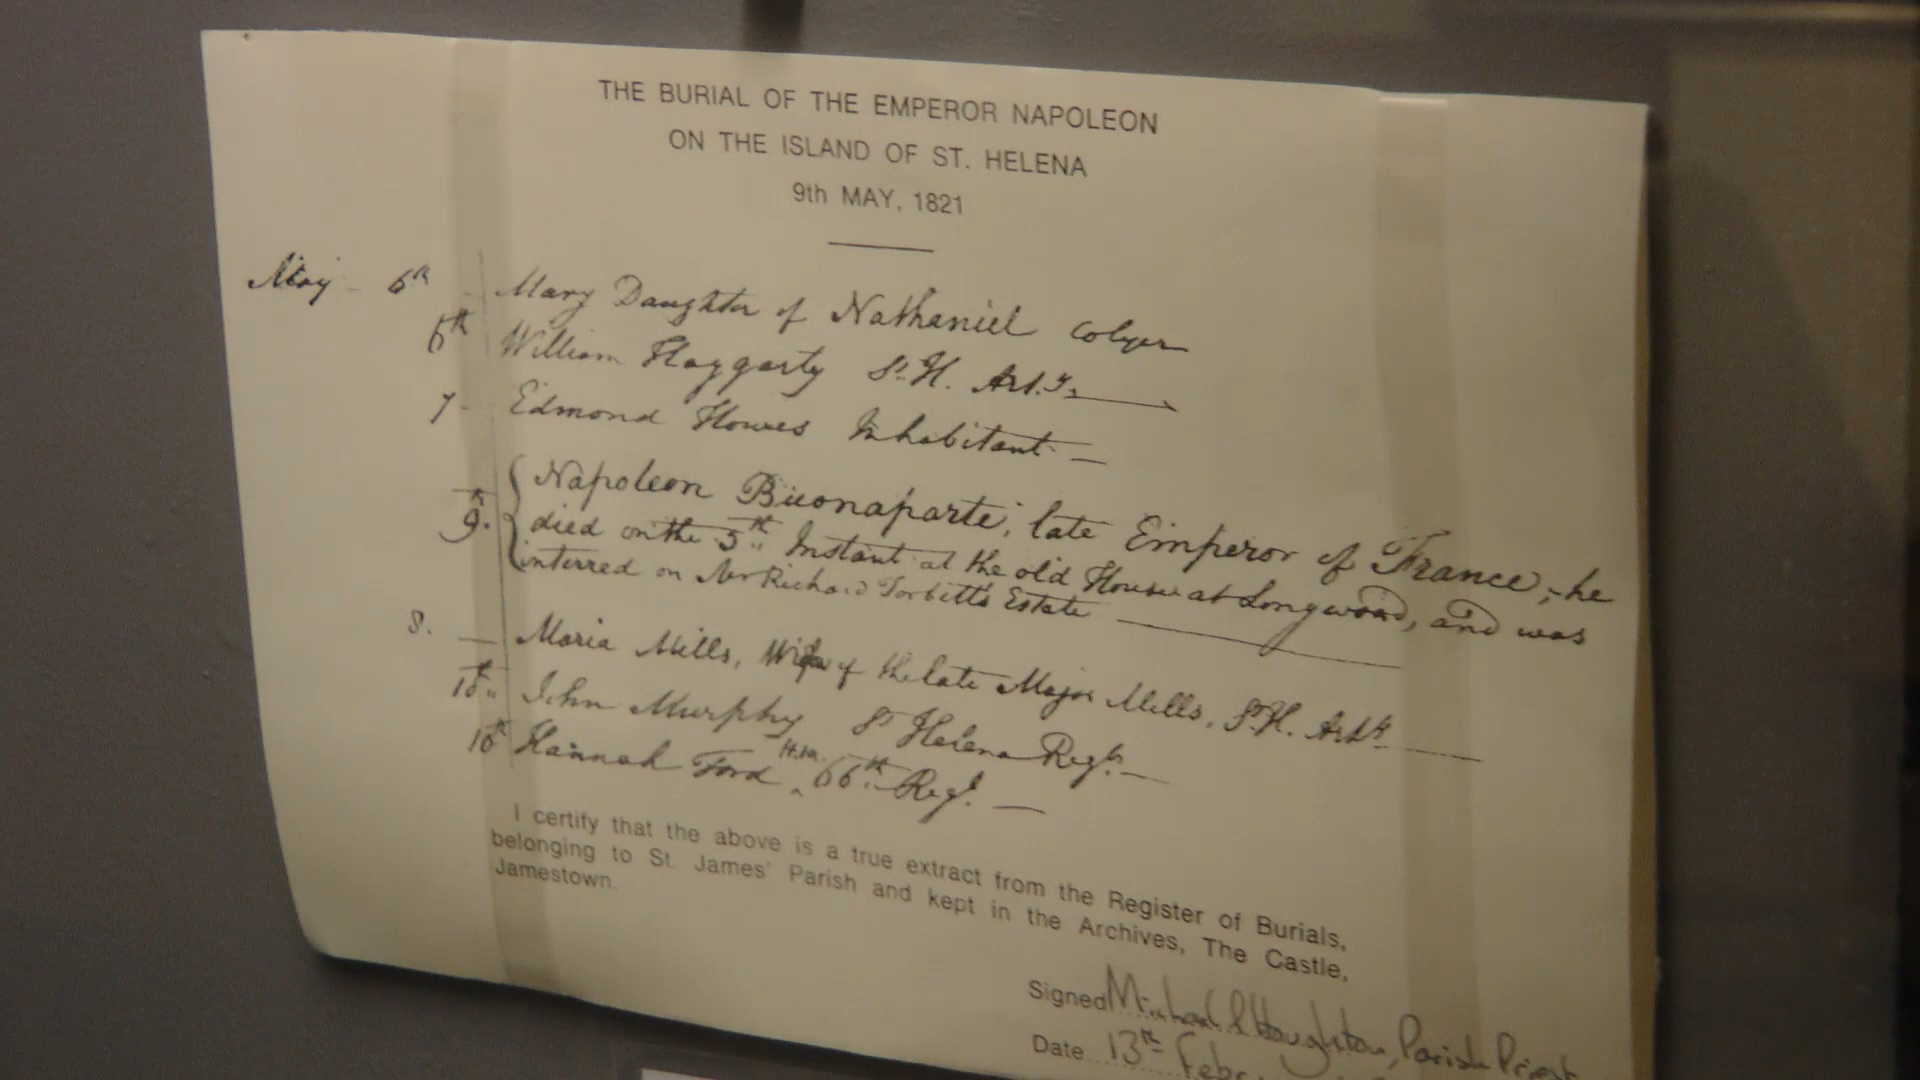 THE BURIAL OF THE EMPEROR NAPOLEON
ON THE ISLAND OF ST. HELENA
9th MAY, 1821
May - 6th - Mary Daughter of Nathaniel Colyer
6th William Haggarty St. H. Art.y.
7 - Edmond Howes Inhabitant -
9th. Napoleon Buonaparte, late Emperor of France, he
died on the 5th Instant at the old House at Longwood, and was
interred on Mr Richard Torbett's Estate
8. - Maria Mills, Wife of the late Major Mills, St. H. Arty
10th John Murphy St Helena Regt. -
10th Hannah Ford H.M. 66th Regt. -
I certify that the above is a true extract from the Register of Burials,
belonging to St. James' Parish and kept in the Archives, The Castle,
Jamestown.
Signed Michael Houghton, Parish Priest
Date 13th